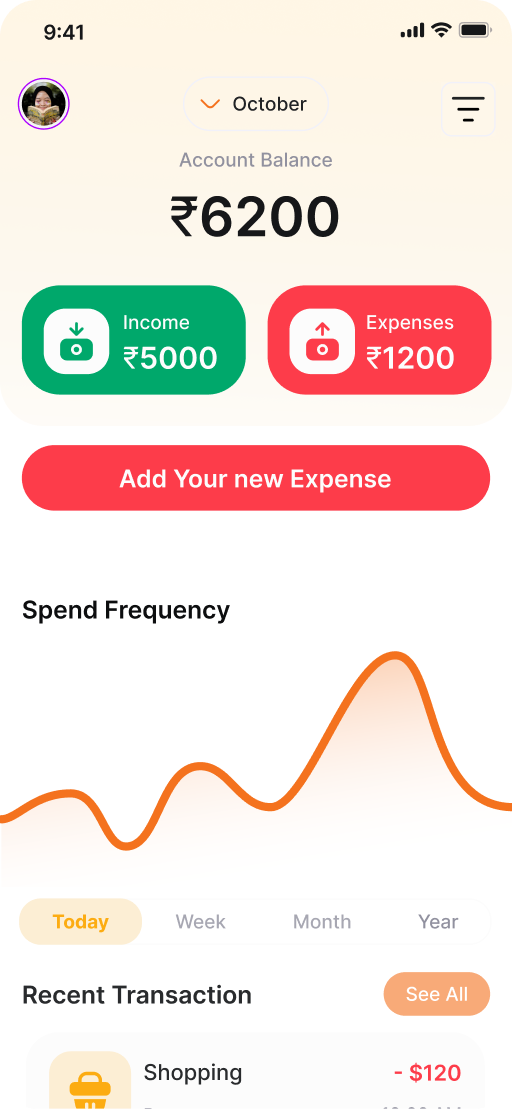 9:41
October
Account Balance
₹6200
Income
₹5000
Expenses
₹1200
Add Your new Expense
Spend Frequency
Today Week Month Year
Recent Transaction
See All
Shopping
- $120